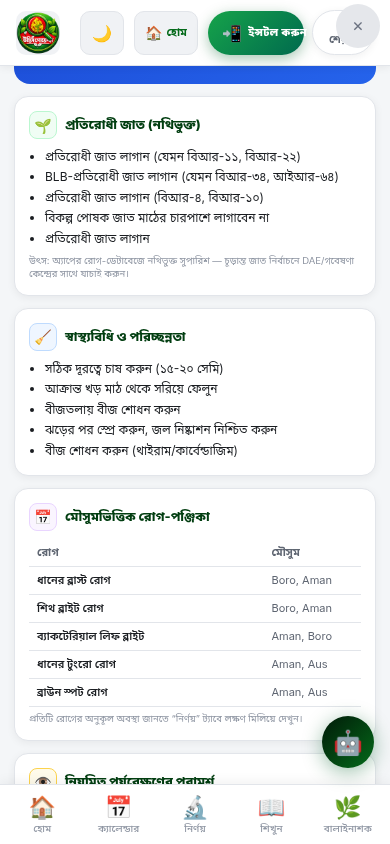 হোম
ইন্সটল করুন
প্রতিরোধী জাত (নথিভুক্ত)
• প্রতিরোধী জাত লাগান (যেমন বিআর-১১, বিআর-২২)
• BLB-প্রতিরোধী জাত লাগান (যেমন বিআর-৩৪, আইআর-৬৪)
• প্রতিরোধী জাত লাগান (বিআর-4, বিআর-১০)
• বিকল্প পোষক জাত মাঠের চারপাশে লাগাবেন না
• প্রতিরোধী জাত লাগান
উৎস: অ্যাপের রোগ-ডেটাবেজে নথিভুক্ত সুপারিশ — চূড়ান্ত জাত নির্বাচনে DAE/গবেষণা
কেন্দ্রের সাথে যাচাই করুন।
স্বাস্থ্যবিধি ও পরিচ্ছন্নতা
• সঠিক দূরত্বে চাষ করুন (১৫-২০ সেমি)
• আক্রান্ত খড় মাঠ থেকে সরিয়ে ফেলুন
• বীজতলায় বীজ শোধন করুন
• ঝড়ের পর স্প্রে করুন, জল নিষ্কাশন নিশ্চিত করুন
• বীজ শোধন করুন (থাইরাম/কার্বেন্ডাজিম)
মৌসুমভিত্তিক রোগ-পঞ্জিকা
রোগ মৌসুম
ধানের ব্লাস্ট রোগ Boro, Aman
শিথ ব্লাইট রোগ Boro, Aman
ব্যাকটেরিয়াল লিফ ব্লাইট Aman, Boro
ধানের টুংরো রোগ Aman, Aus
ব্রাউন স্পট রোগ Aman, Aus
প্রতিটি রোগের অনুকূল অবস্থা জানতে “নির্ণয়” ট্যাবে লক্ষণ মিলিয়ে দেখুন।
নিয়মিত পর্যবেক্ষণের পরামর্শ
হোম ক্যালেন্ডার নির্ণয় শিখুন বালাইনাশক